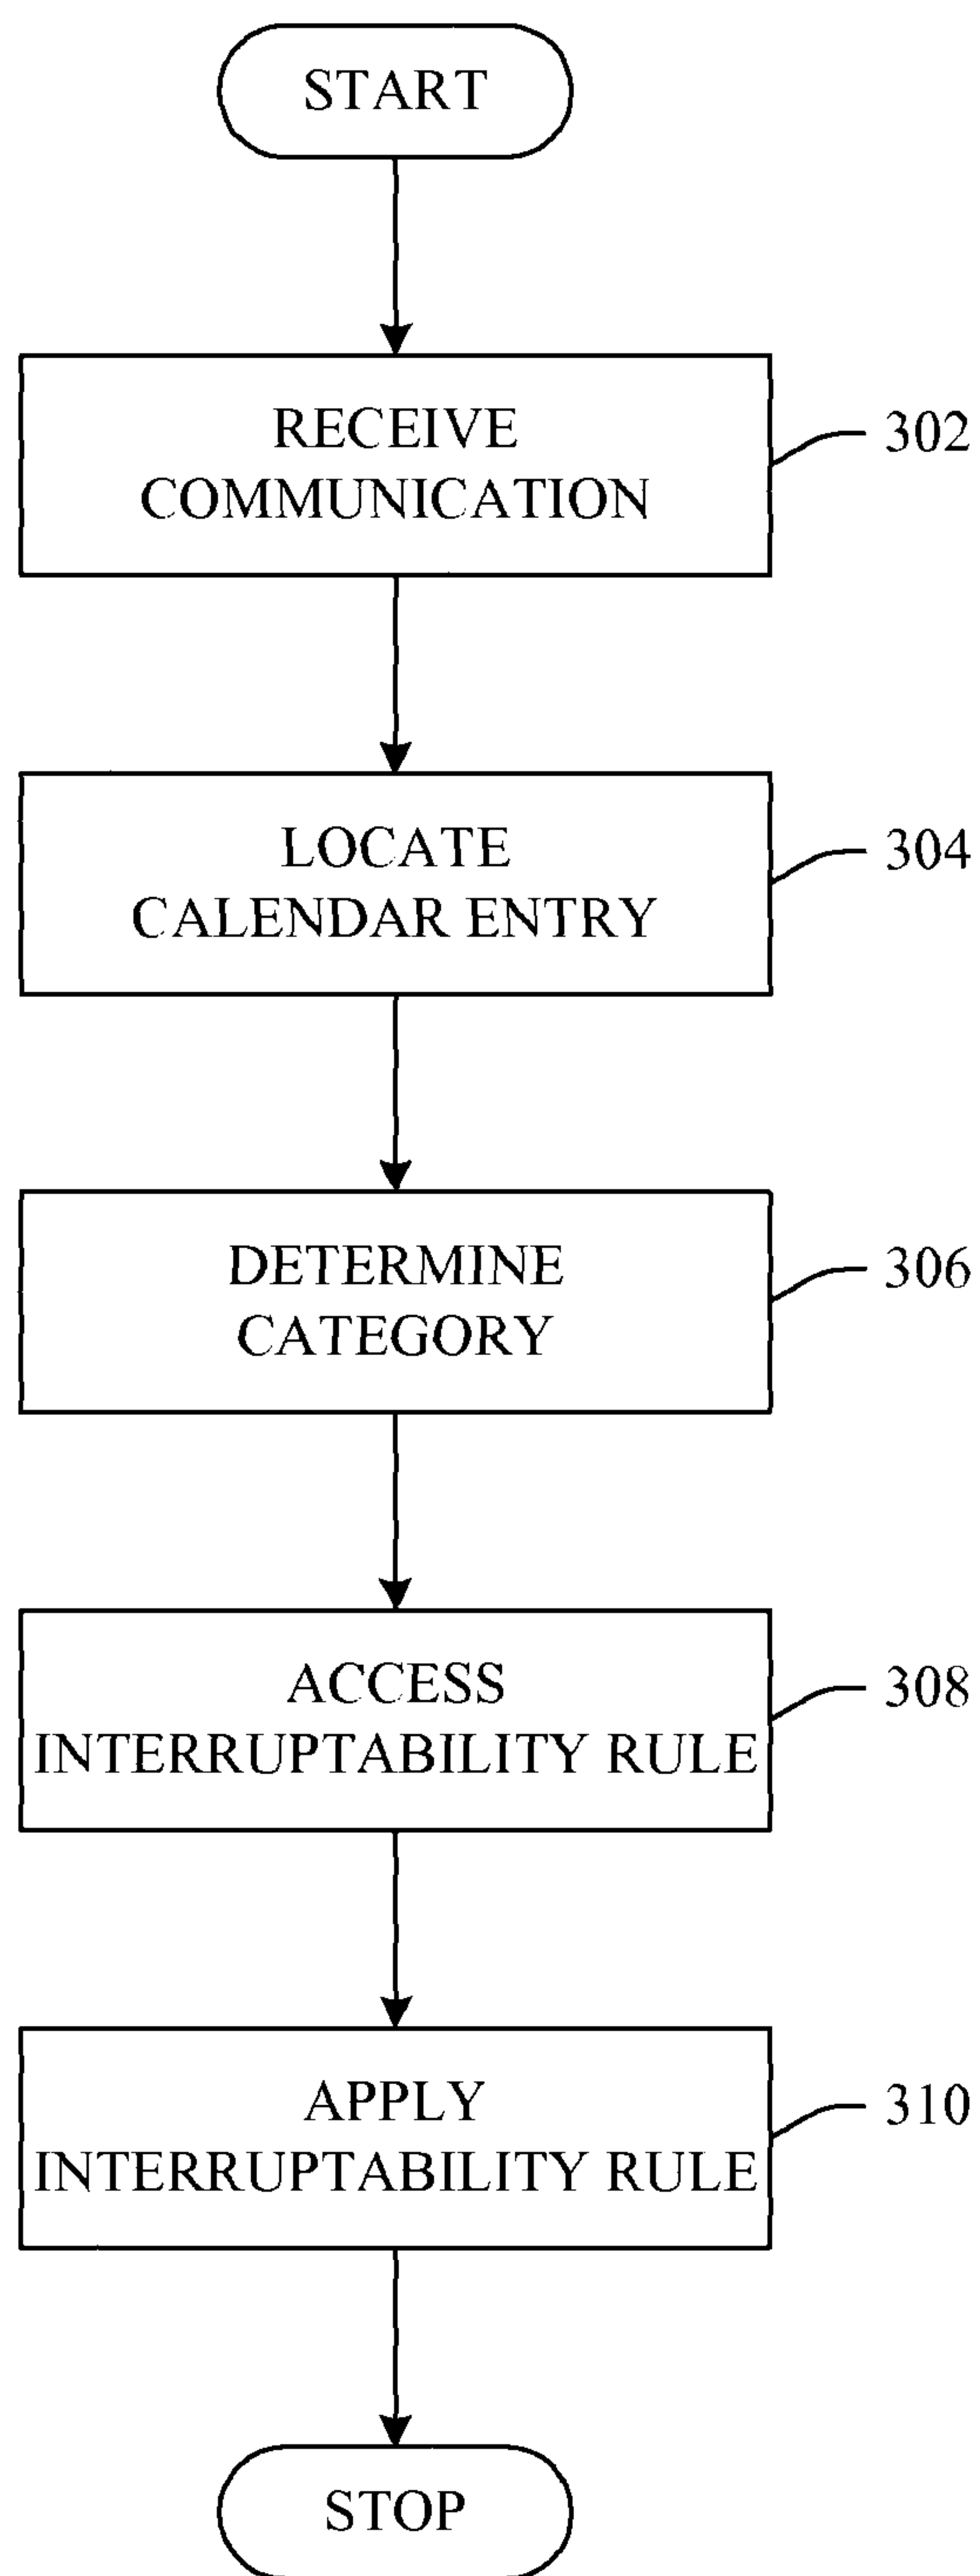 START
RECEIVE
COMMUNICATION
302
LOCATE
CALENDAR ENTRY
304
DETERMINE
CATEGORY
306
ACCESS
INTERRUPTABILITY RULE
308
APPLY
INTERRUPTABILITY RULE
310
STOP